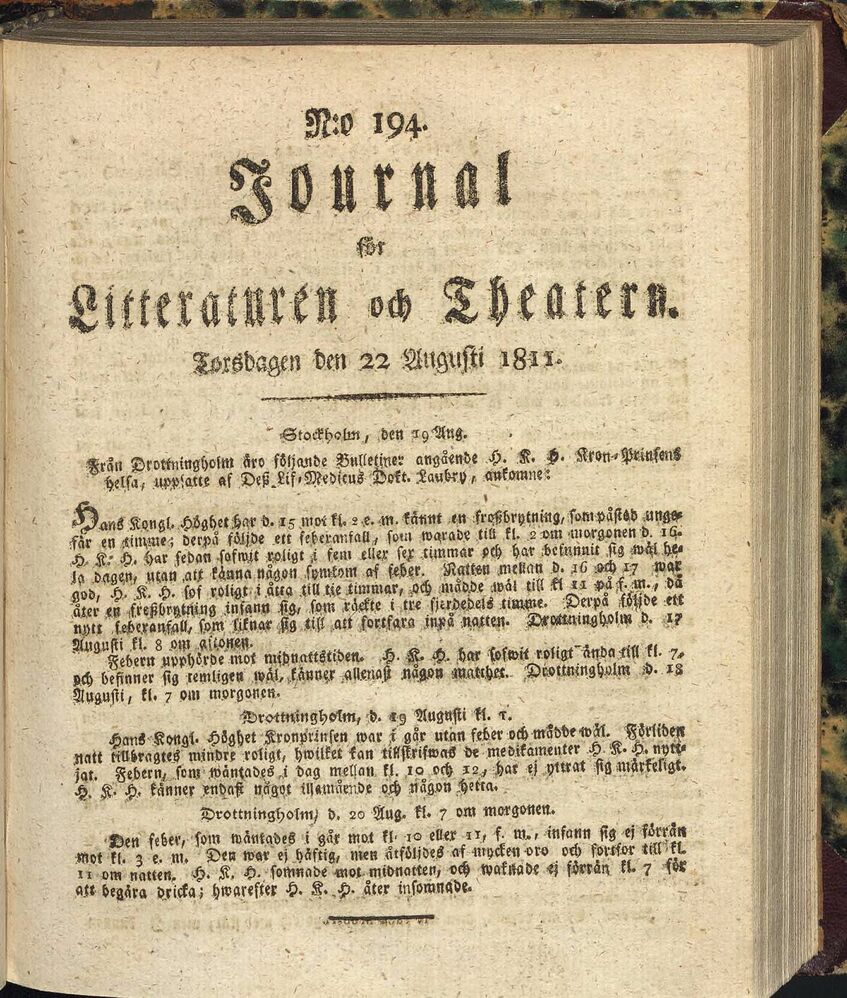 N:o 194.
Journal
för
Litteraturen och Theatern.
Torsdagen den 22 Augusti 1811.
Stockholm, den 19 Aug.
Från Drottningholm äro följande Bulletiner angående H. K. H. Kron-Prinsens
helsa, uppsatte af Deß Lif-Medicus Dokt. Laubry, ankomne:
Hans Kongl. Höghet har d. 15 mot kl. 2 e. m. kännt en froßbrytning, som påstod unge-
fär en timme; derpå följde ett feberanfall, som warade till kl. 2 om morgonen d. 16.
H. K. H. har sedan sofwit roligt i fem eller sex timmar och har befunnit sig wäl he-
la dagen, utan att känna någon symtom af feber. Natten mellan d. 16 och 17 war
god, H. K. H. sof roligt i åtta till tie timmar, och mådde wäl till kl 11 på f. m., då
åter en froßbrytning infann sig, som räckte i tre fjerdedels timme. Derpå följde ett
nytt feberanfall, som liknar sig till att fortfara inpå natten. Drottningholm d. 17
Augusti kl. 8 om aftonen.
Febern upphörde mot midnattstiden. H. K. H. har sofwit roligt ända till kl. 7,
och befinner sig temligen wäl, känner allenast någon matthet. Drottningholm d. 18
Augusti, kl. 7 om morgonen.
Drottningholm, d. 19 Augusti kl. 1.
Hans Kongl. Höghet Kronprinsen war i går utan feber och mådde wäl. Förliden
natt tillbragtes mindre roligt, hwilket kan tillskrifwas de medikamenter H. K. H. nytt-
jat. Febern, som wäntades i dag mellan kl. 10 och 12, har ej yttrat sig märkeligt.
H. K. H. känner endast något illamående och någon hetta.
Drottningholm, d. 20 Aug. kl. 7 om morgonen.
Den feber, som wäntades i går mot kl. 10 eller 11, f. m., infann sig ej förrän
mot kl. 3 e. m. Den war ej häftig, men åtföljdes af mycken oro och fortfor till kl.
11 om natten. H. K. H. somnade mot midnatten, och waknade ej förrän kl. 7 för
att begära dricka; hwarefter H. K. H. åter insomnade.